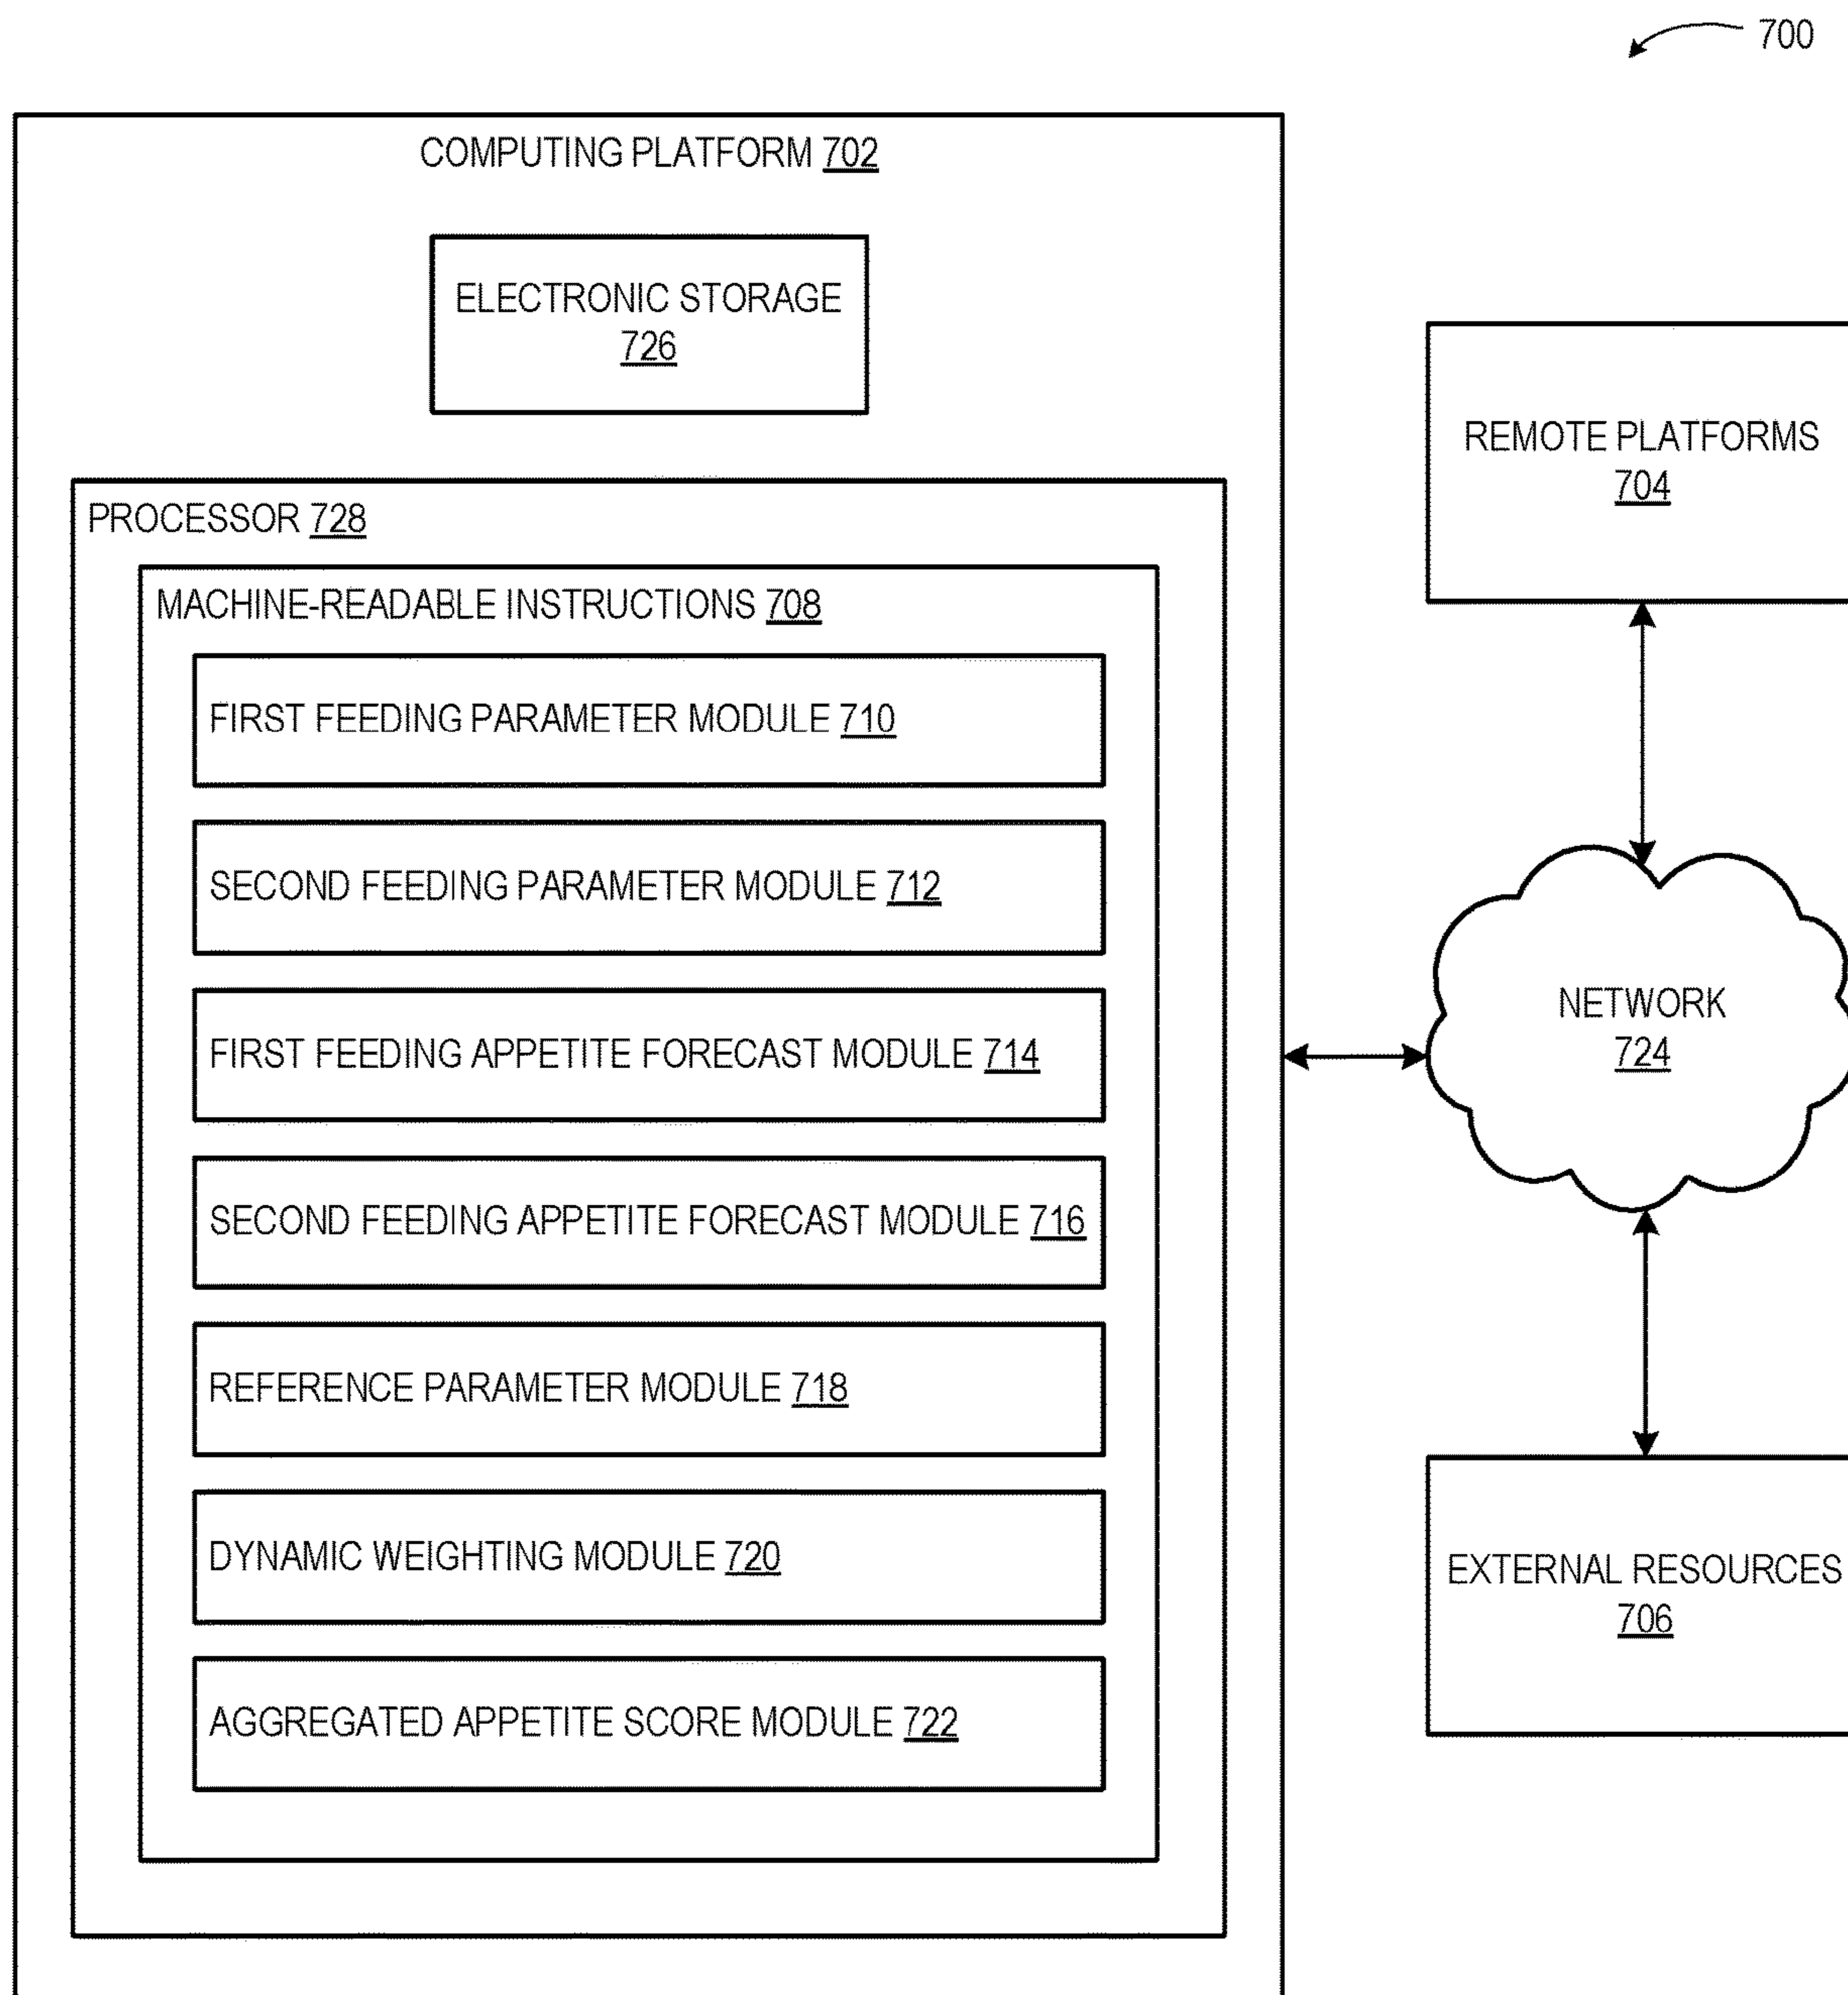 700
COMPUTING PLATFORM 702
ELECTRONIC STORAGE
726
PROCESSOR 728
MACHINE-READABLE INSTRUCTIONS 708
FIRST FEEDING PARAMETER MODULE 710
SECOND FEEDING PARAMETER MODULE 712
FIRST FEEDING APPETITE FORECAST MODULE 714
SECOND FEEDING APPETITE FORECAST MODULE 716
REFERENCE PARAMETER MODULE 718
DYNAMIC WEIGHTING MODULE 720
AGGREGATED APPETITE SCORE MODULE 722
REMOTE PLATFORMS
704
NETWORK
724
EXTERNAL RESOURCES
706